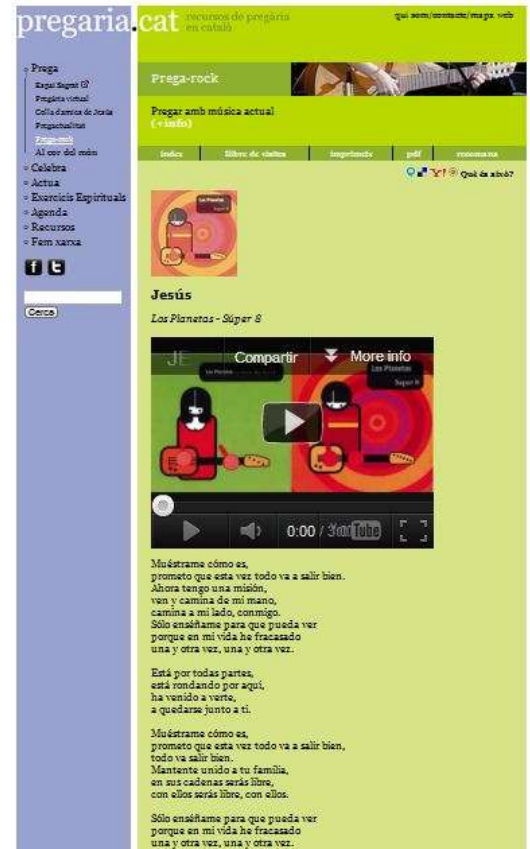 pregaria.cat
recursos de pregària
en català
qui som/contacte/mapa web
Prega
Espai Sagrat
Pregària virtual
Colla d'amics de Jesús
Pregactualitat
Prega-rock
Al cor del món
Celebra
Actua
Exercicis Espirituals
Agenda
Recursos
Fem xarxa
Cerca
Prega-rock
Pregar amb música actual
(+info)
índex
llibre de visites
imprimeix
pdf
recomana
Què és això?
Jesús
Los Planetas - Súper 8
JE
Compartir
More info
Los Planetas
Super 8
0:00 /
YouTube
Muéstrame cómo es,
prometo que esta vez todo va a salir bien.
Ahora tengo una misión,
ven y camina de mi mano,
camina a mi lado, conmigo.
Sólo enséñame para que pueda ver
porque en mi vida he fracasado
una y otra vez, una y otra vez.
Está por todas partes,
está rondando por aquí,
ha venido a verte,
a quedarse junto a ti.
Muéstrame cómo es,
prometo que esta vez todo va a salir bien,
todo va salir bien.
Mantente unido a tu familia,
en sus cadenas serás libre,
con ellos serás libre, con ellos.
Sólo enséñame para que pueda ver
porque en mi vida he fracasado
una y otra vez, una y otra vez.